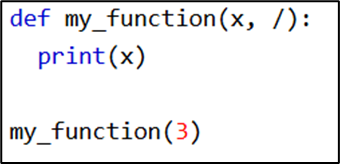 def my_function(x, /):
  print(x)

my_function(3)